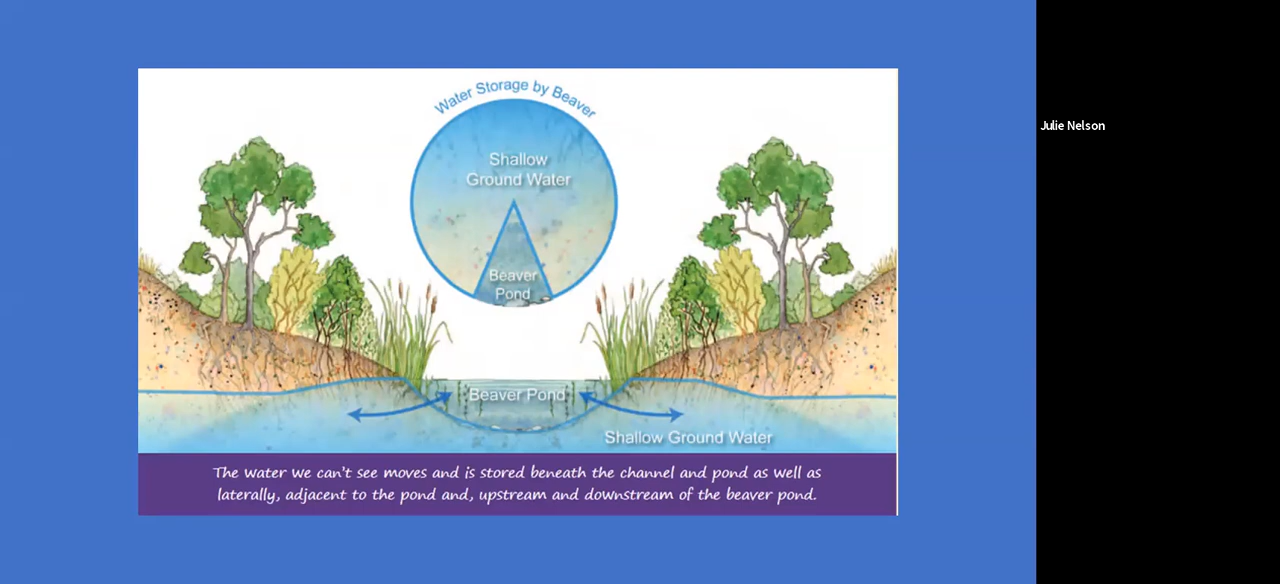 Water Storage by Beaver
Shallow
Ground Water
Beaver
Pond
Beaver Pond
Shallow Ground Water
The water we can't see moves and is stored beneath the channel and pond as well as
laterally, adjacent to the pond and, upstream and downstream of the beaver pond.
Julie Nelson